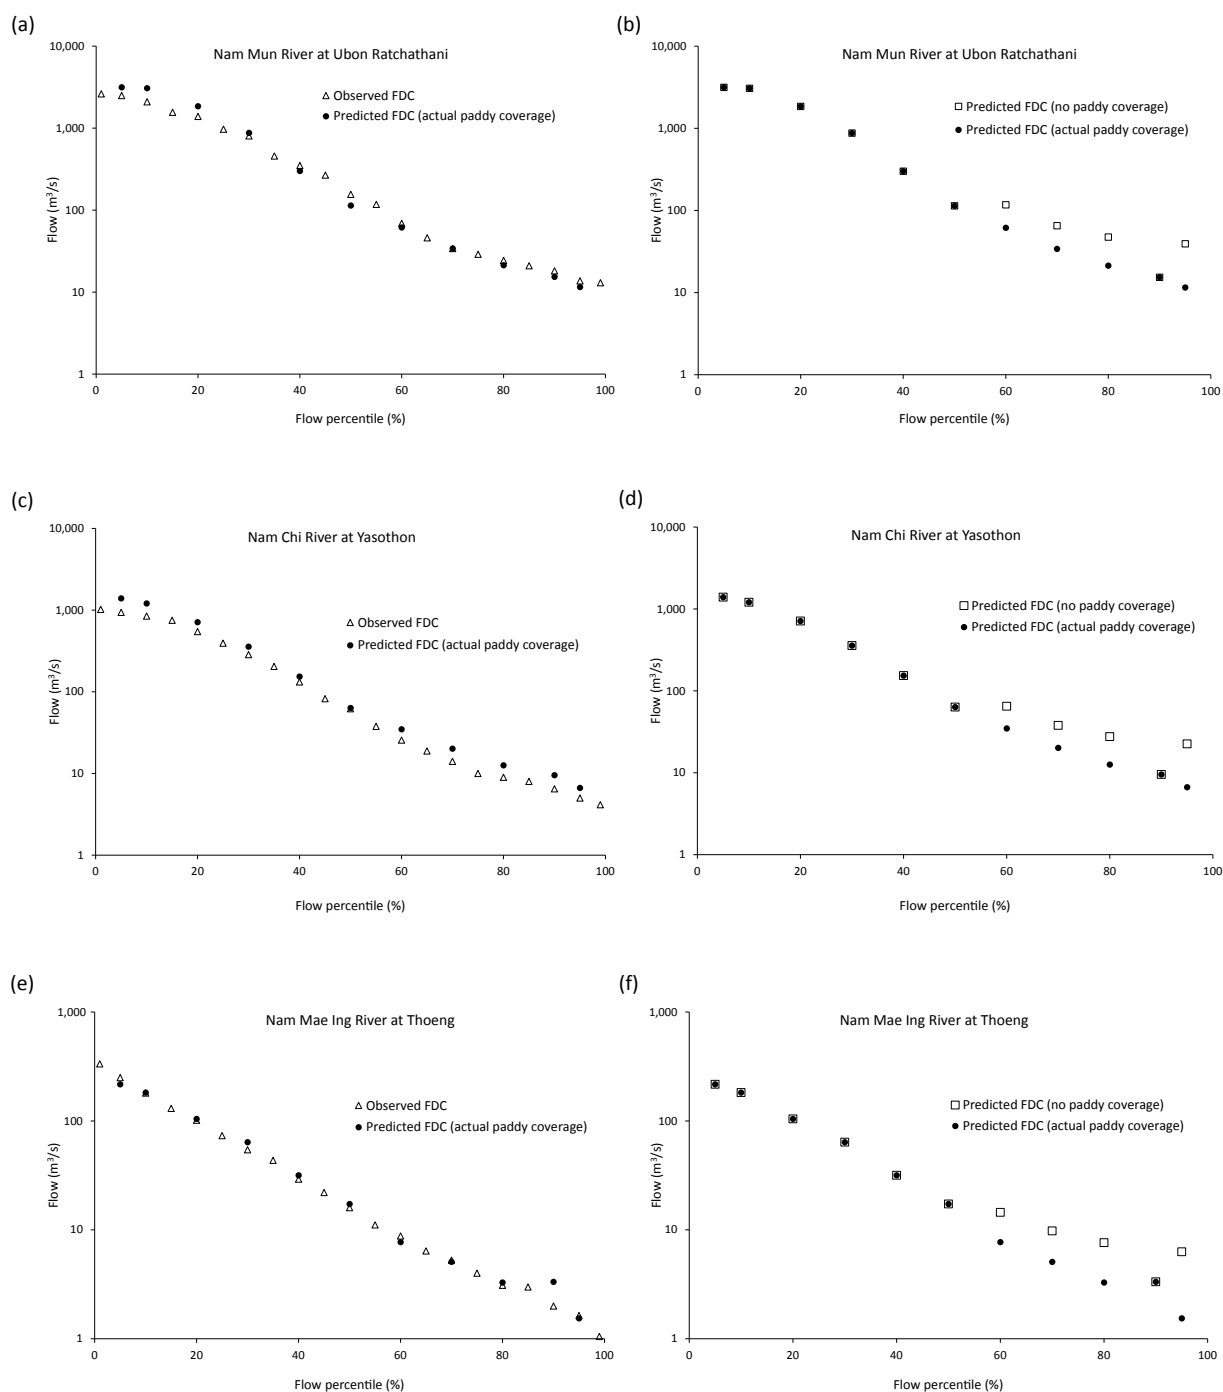 (a)
Nam Mun River at Ubon Ratchathani
10,000
1,000
100
10
1
Flow (m³/s)
Observed FDC
Predicted FDC (actual paddy coverage)
0 20 40 60 80 100
Flow percentile (%)
(b)
Nam Mun River at Ubon Ratchathani
10,000
1,000
100
10
1
Flow (m³/s)
Predicted FDC (no paddy coverage)
Predicted FDC (actual paddy coverage)
0 20 40 60 80 100
Flow percentile (%)
(c)
Nam Chi River at Yasothon
10,000
1,000
100
10
1
Flow (m³/s)
Observed FDC
Predicted FDC (actual paddy coverage)
0 20 40 60 80 100
Flow percentile (%)
(d)
Nam Chi River at Yasothon
10,000
1,000
100
10
1
Flow (m³/s)
Predicted FDC (no paddy coverage)
Predicted FDC (actual paddy coverage)
0 20 40 60 80 100
Flow percentile (%)
(e)
Nam Mae Ing River at Thoeng
1,000
100
10
1
Flow (m³/s)
Observed FDC
Predicted FDC (actual paddy coverage)
0 20 40 60 80 100
Flow percentile (%)
(f)
Nam Mae Ing River at Thoeng
1,000
100
10
1
Flow (m³/s)
Predicted FDC (no paddy coverage)
Predicted FDC (actual paddy coverage)
0 20 40 60 80 100
Flow percentile (%)